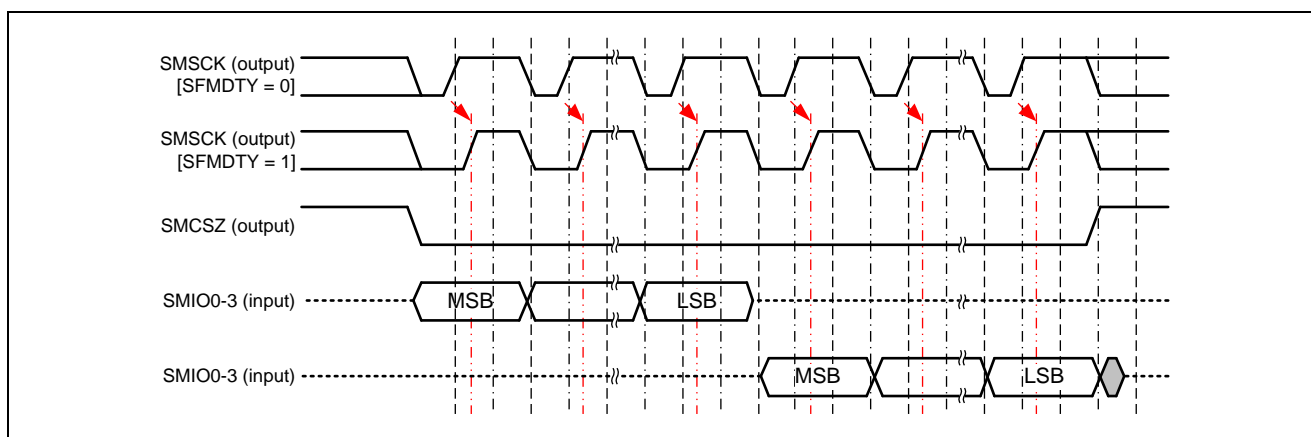 SMSCK (output)
[SFMDTY = 0]
SMSCK (output)
[SFMDTY = 1]
SMCSZ (output)
SMIO0-3 (input)
MSB
LSB
SMIO0-3 (input)
MSB
LSB